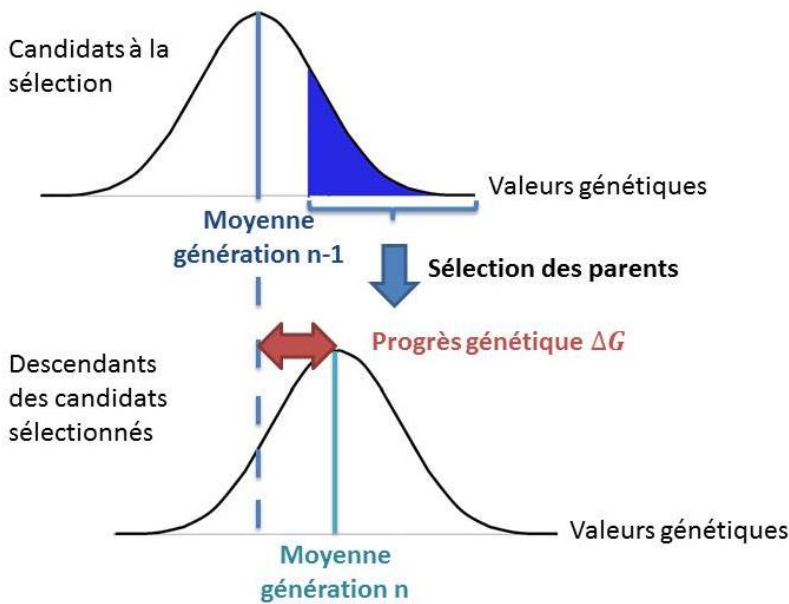 Candidats à la
sélection
Valeurs génétiques
Moyenne
génération n-1
Sélection des parents
Progrès génétique ΔG
Descendants
des candidats
sélectionnés
Valeurs génétiques
Moyenne
génération n